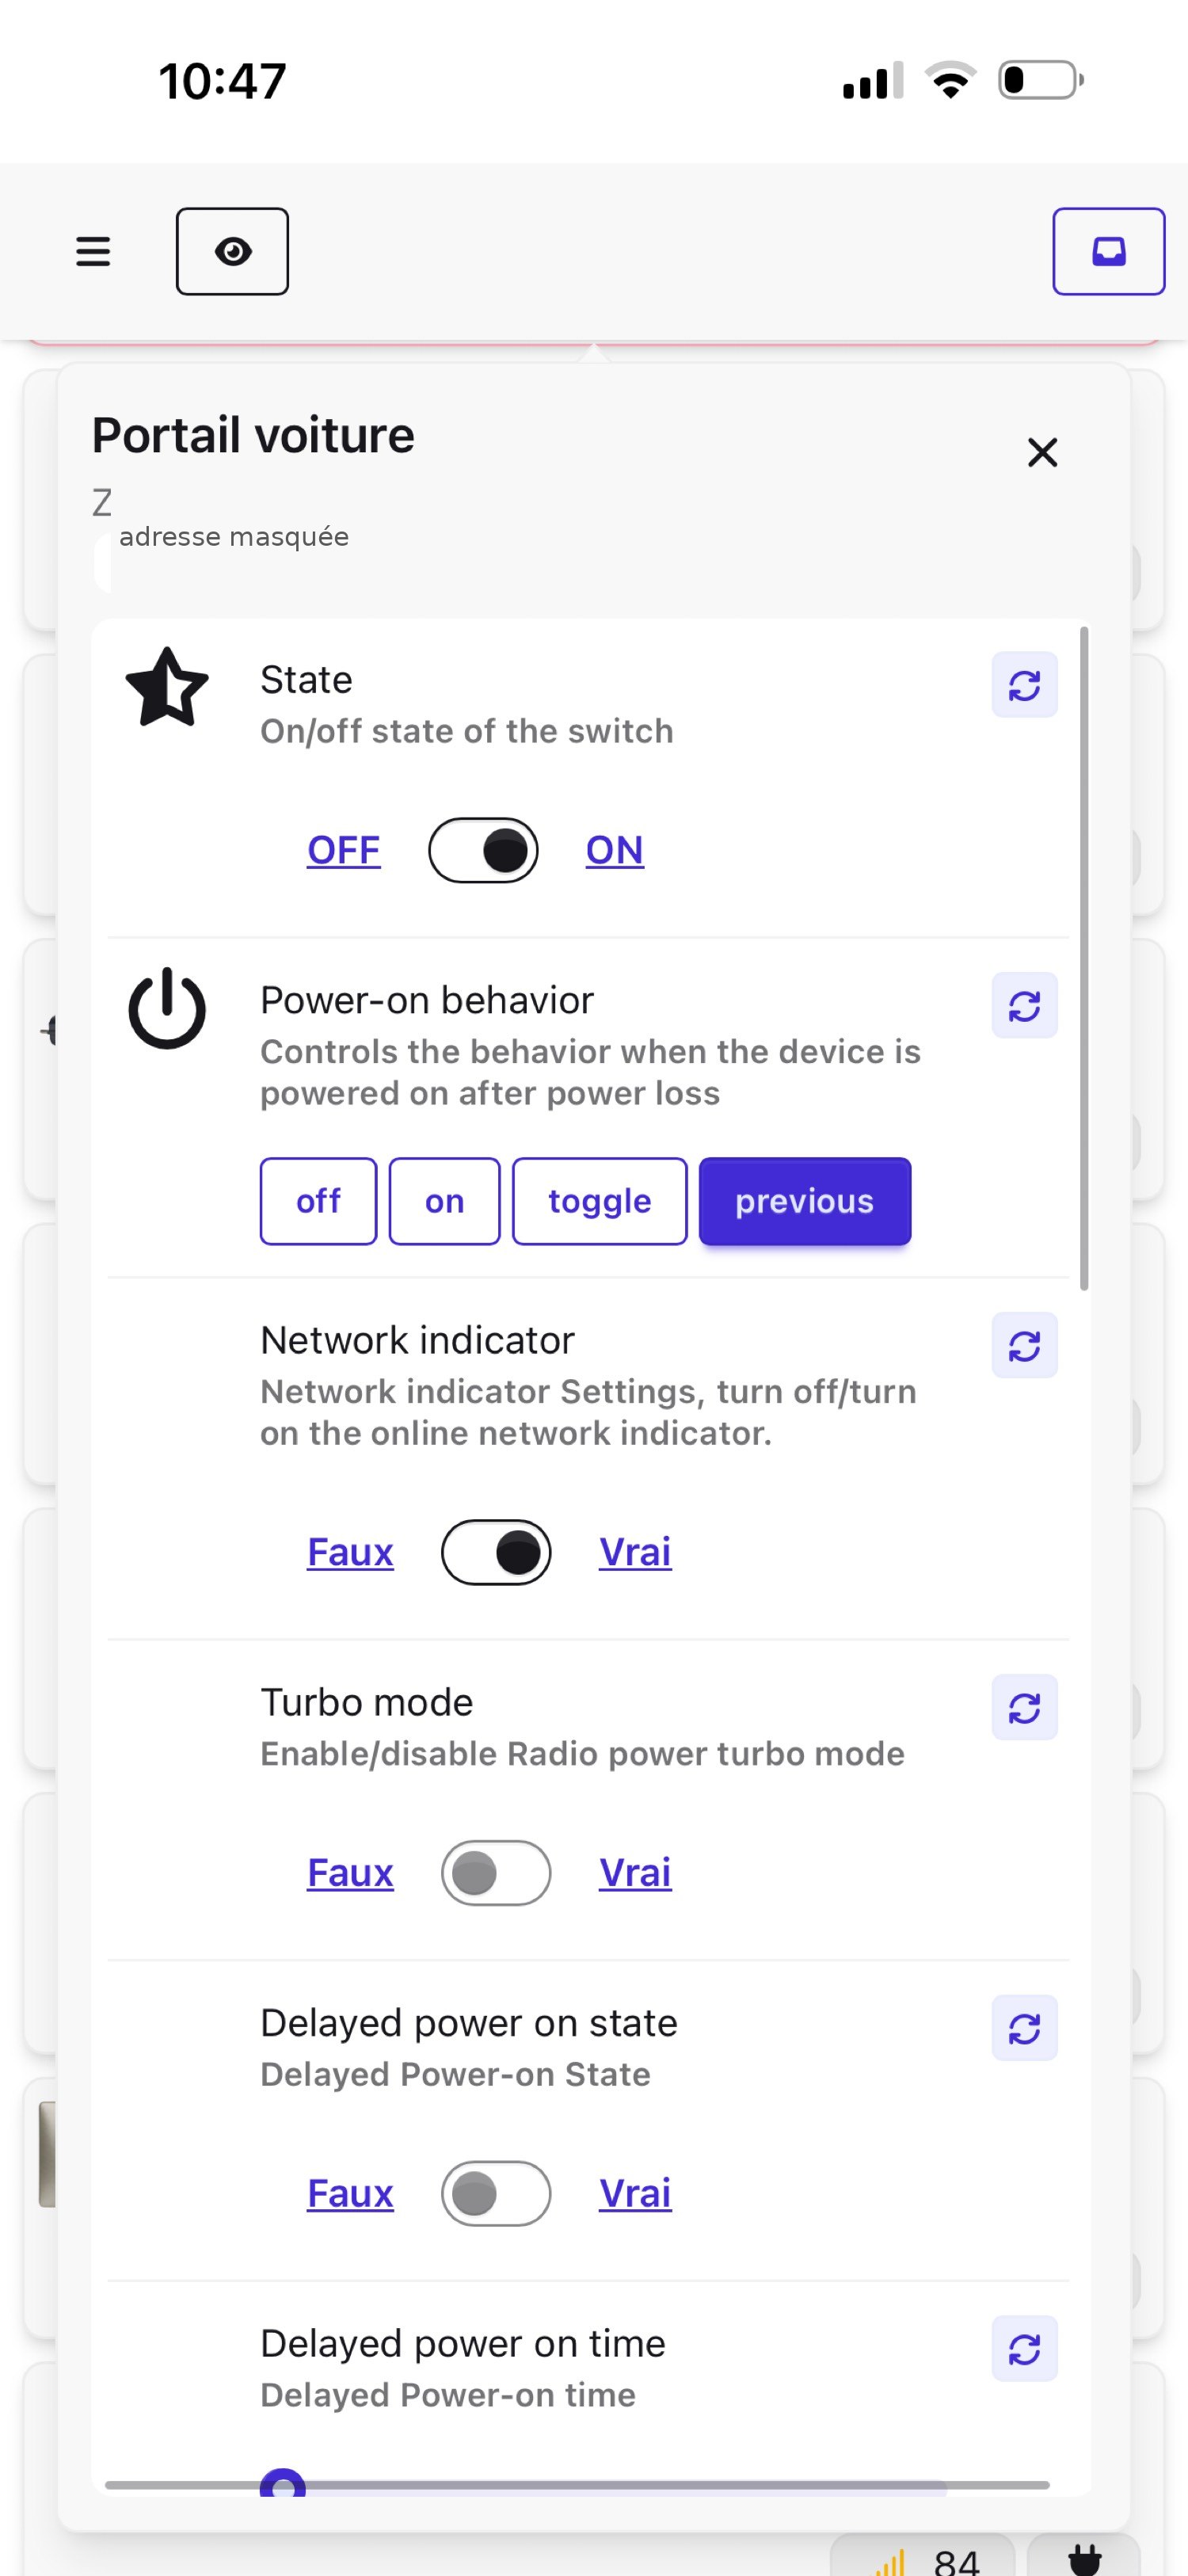 10:47
Portail voiture
Z
adresse masquée
State
On/off state of the switch
OFF ON
Power-on behavior
Controls the behavior when the device is
powered on after power loss
off on toggle previous
Network indicator
Network indicator Settings, turn off/turn
on the online network indicator.
Faux Vrai
Turbo mode
Enable/disable Radio power turbo mode
Faux Vrai
Delayed power on state
Delayed Power-on State
Faux Vrai
Delayed power on time
Delayed Power-on time
84